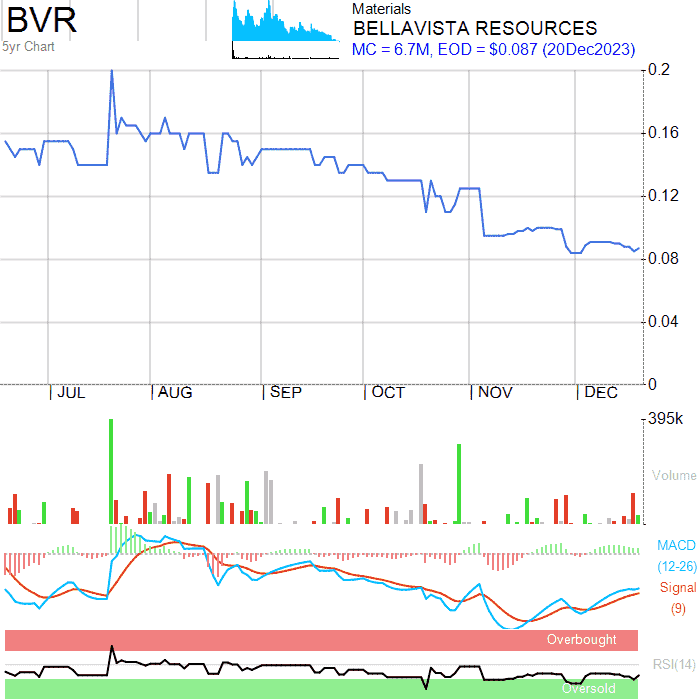 BVR
5yr Chart
Materials
BELLAVISTA RESOURCES
MC = 6.7M, EOD = $0.087 (20Dec2023)
0.2
0.16
0.12
0.08
0.04
0
JUL AUG SEP OCT NOV DEC
395k
Volume
MACD
(12-26)
Signal
(9)
Overbought
RSI(14)
Oversold